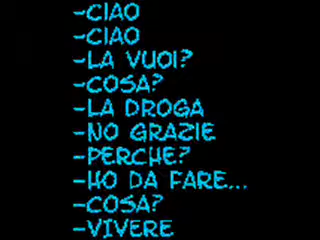 -CIAO
-CIAO
-LA VUOI?
-COSA?
-LA DROGA
-NO GRAZIE
-PERCHE?
-HO DA FARE...
-COSA?
-VIVERE